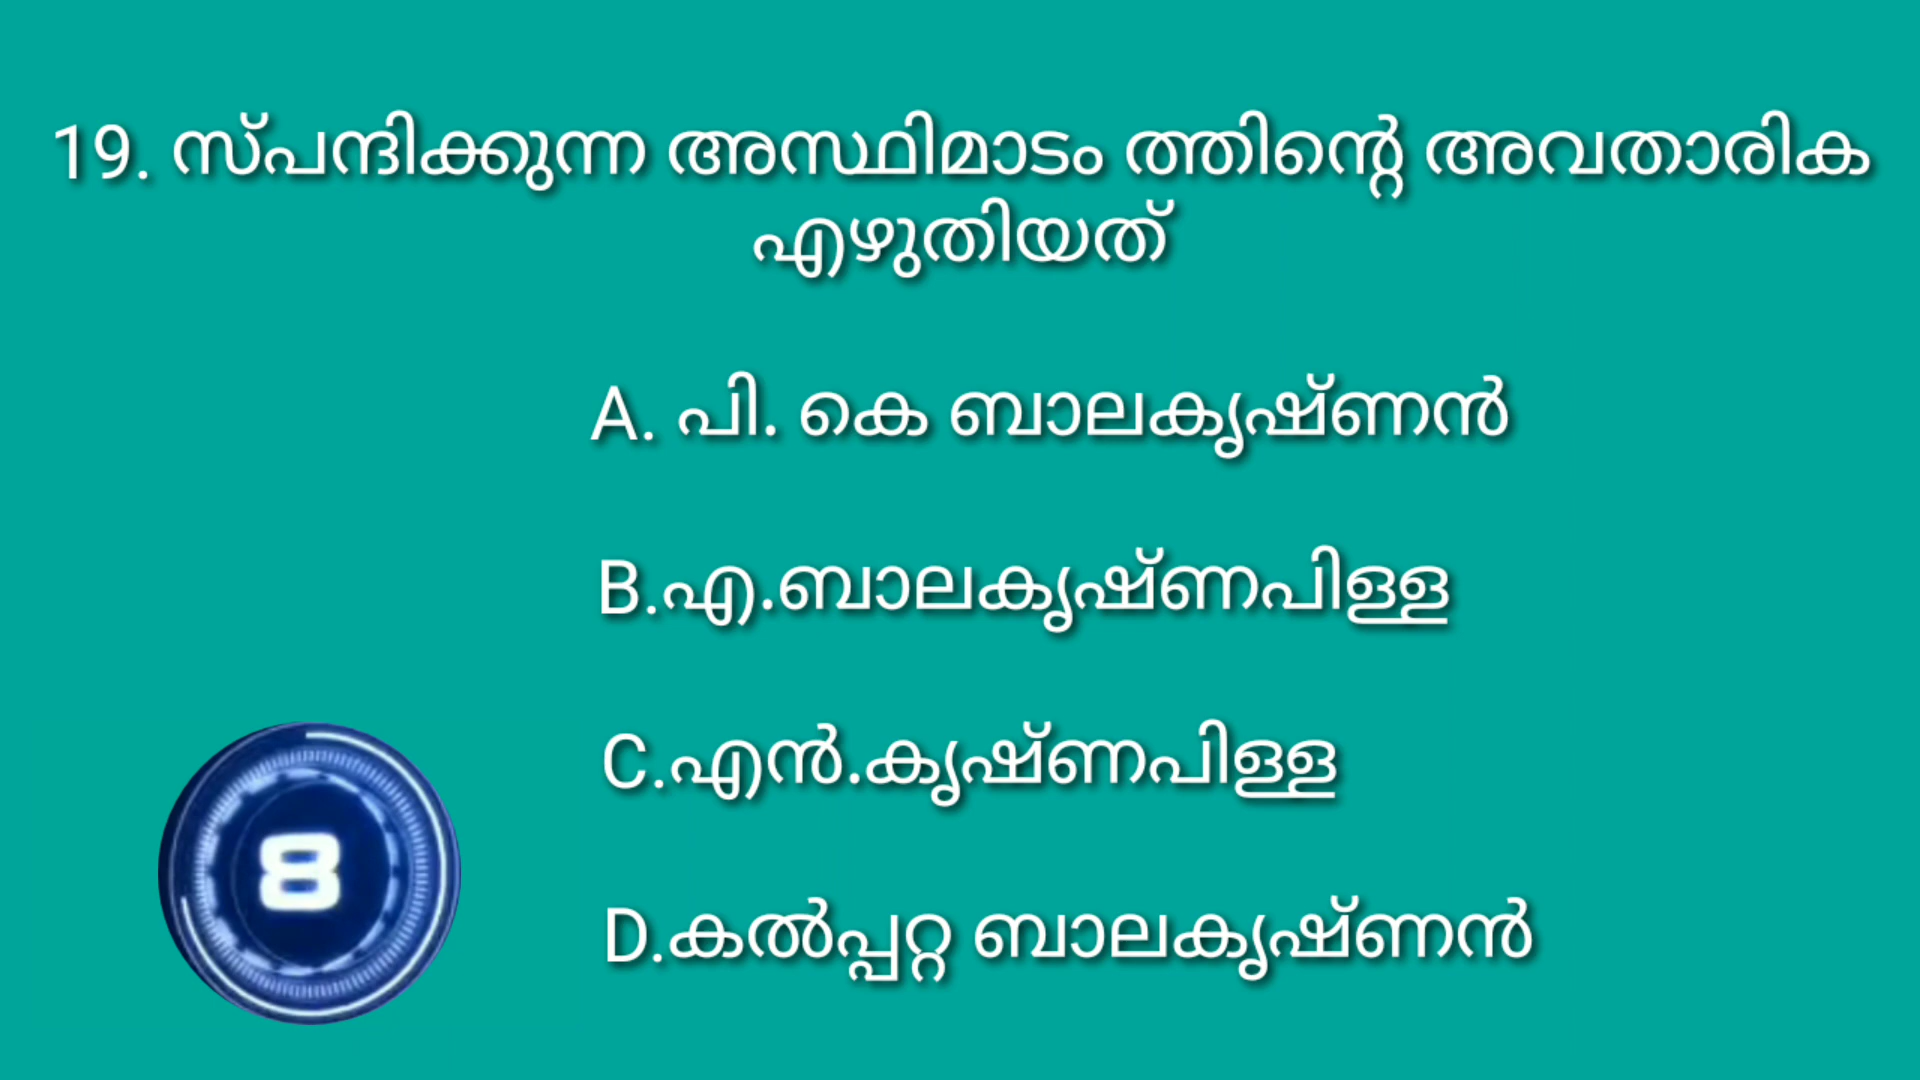 19. സ്പന്ദിക്കുന്ന അസ്ഥിമാടം ത്തിന്റെ അവതാരിക
എഴുതിയത്
A. പി. കെ ബാലകൃഷ്ണൻ
B.എ.ബാലകൃഷ്ണപിള്ള
C.എൻ.കൃഷ്ണപിള്ള
8
D.കൽപ്പറ്റ ബാലകൃഷ്ണൻ